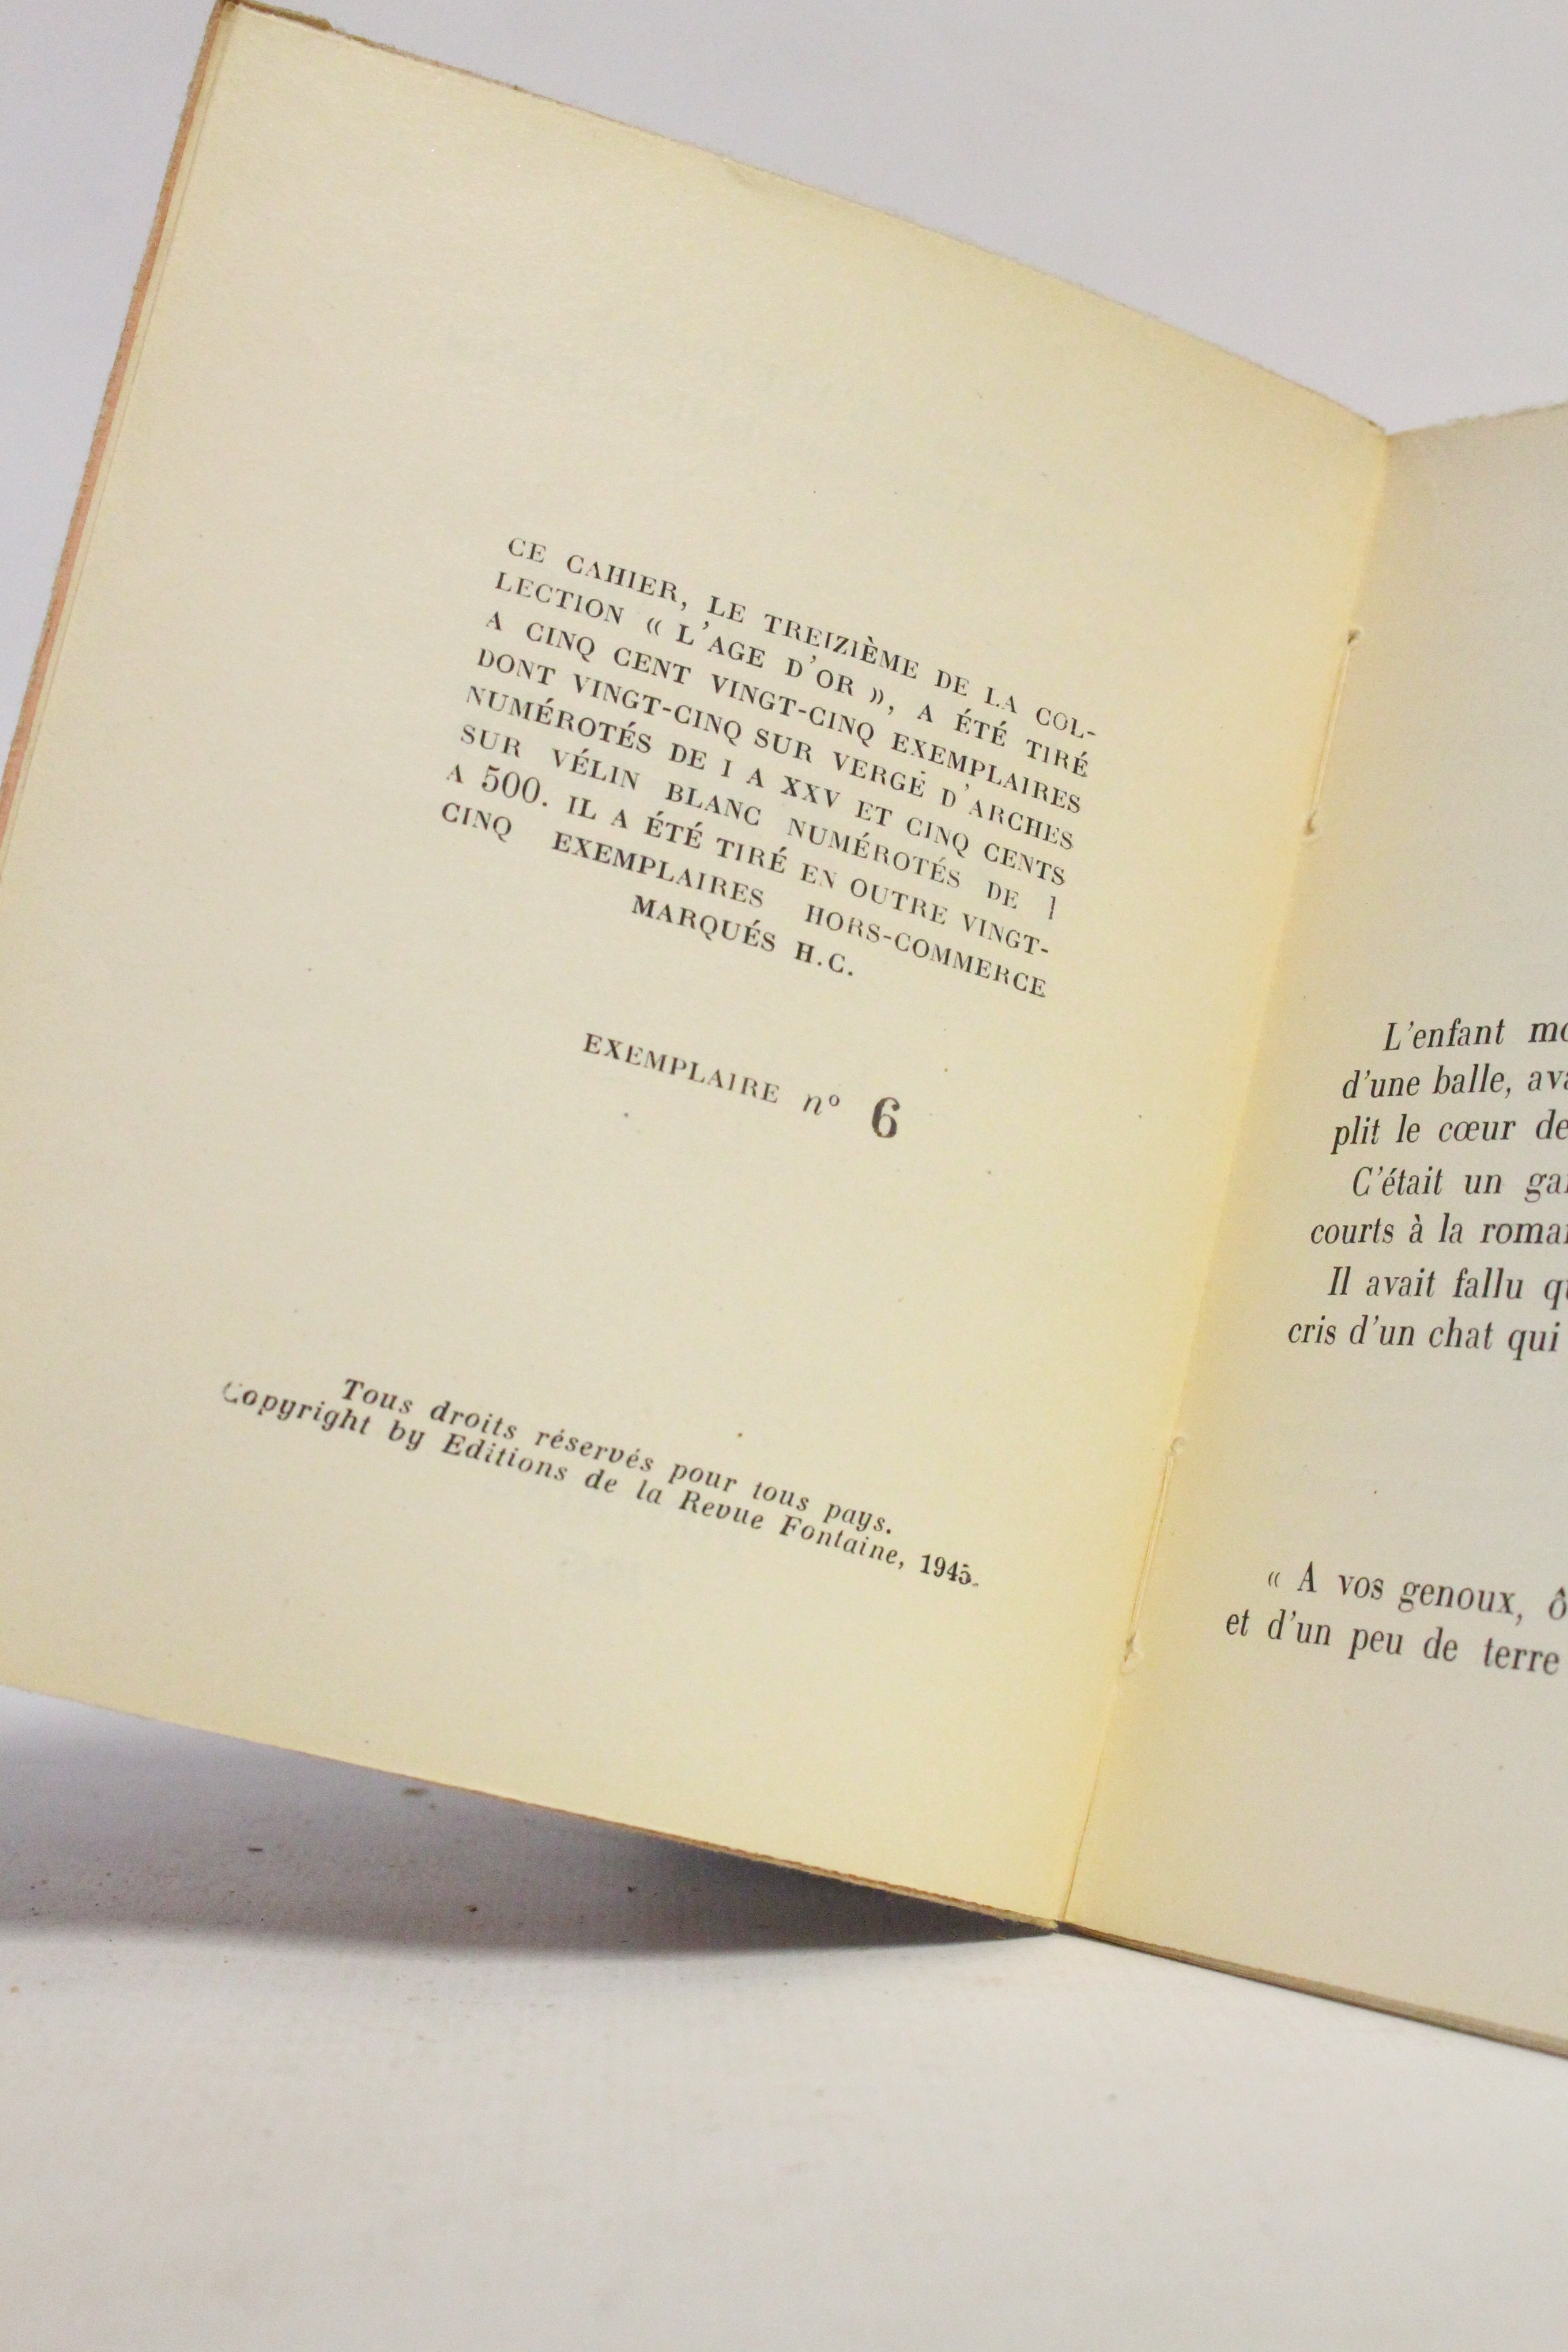 CE CAHIER, LE TREIZIÈME DE LA COL-
LECTION « L'AGE D'OR », A ÉTÉ TIRÉ
A CINQ CENT VINGT-CINQ EXEMPLAIRES
DONT VINGT-CINQ SUR VERGÉ D'ARCHES
NUMÉROTÉS DE I A XXV ET CINQ CENTS
SUR VÉLIN BLANC NUMÉROTÉS DE 1
A 500. IL A ÉTÉ TIRÉ EN OUTRE VINGT-
CINQ EXEMPLAIRES HORS-COMMERCE
MARQUÉS H.C.
EXEMPLAIRE nº 6
Tous droits réservés pour tous pays.
Copyright by Editions de la Revue Fontaine, 1945.
L'enfant
d'une balle,
plit le cœur de
C'était un
courts à la
Il avait fallu
cris d'un chat qui
« A vos genoux, ô
et d'un peu de terre